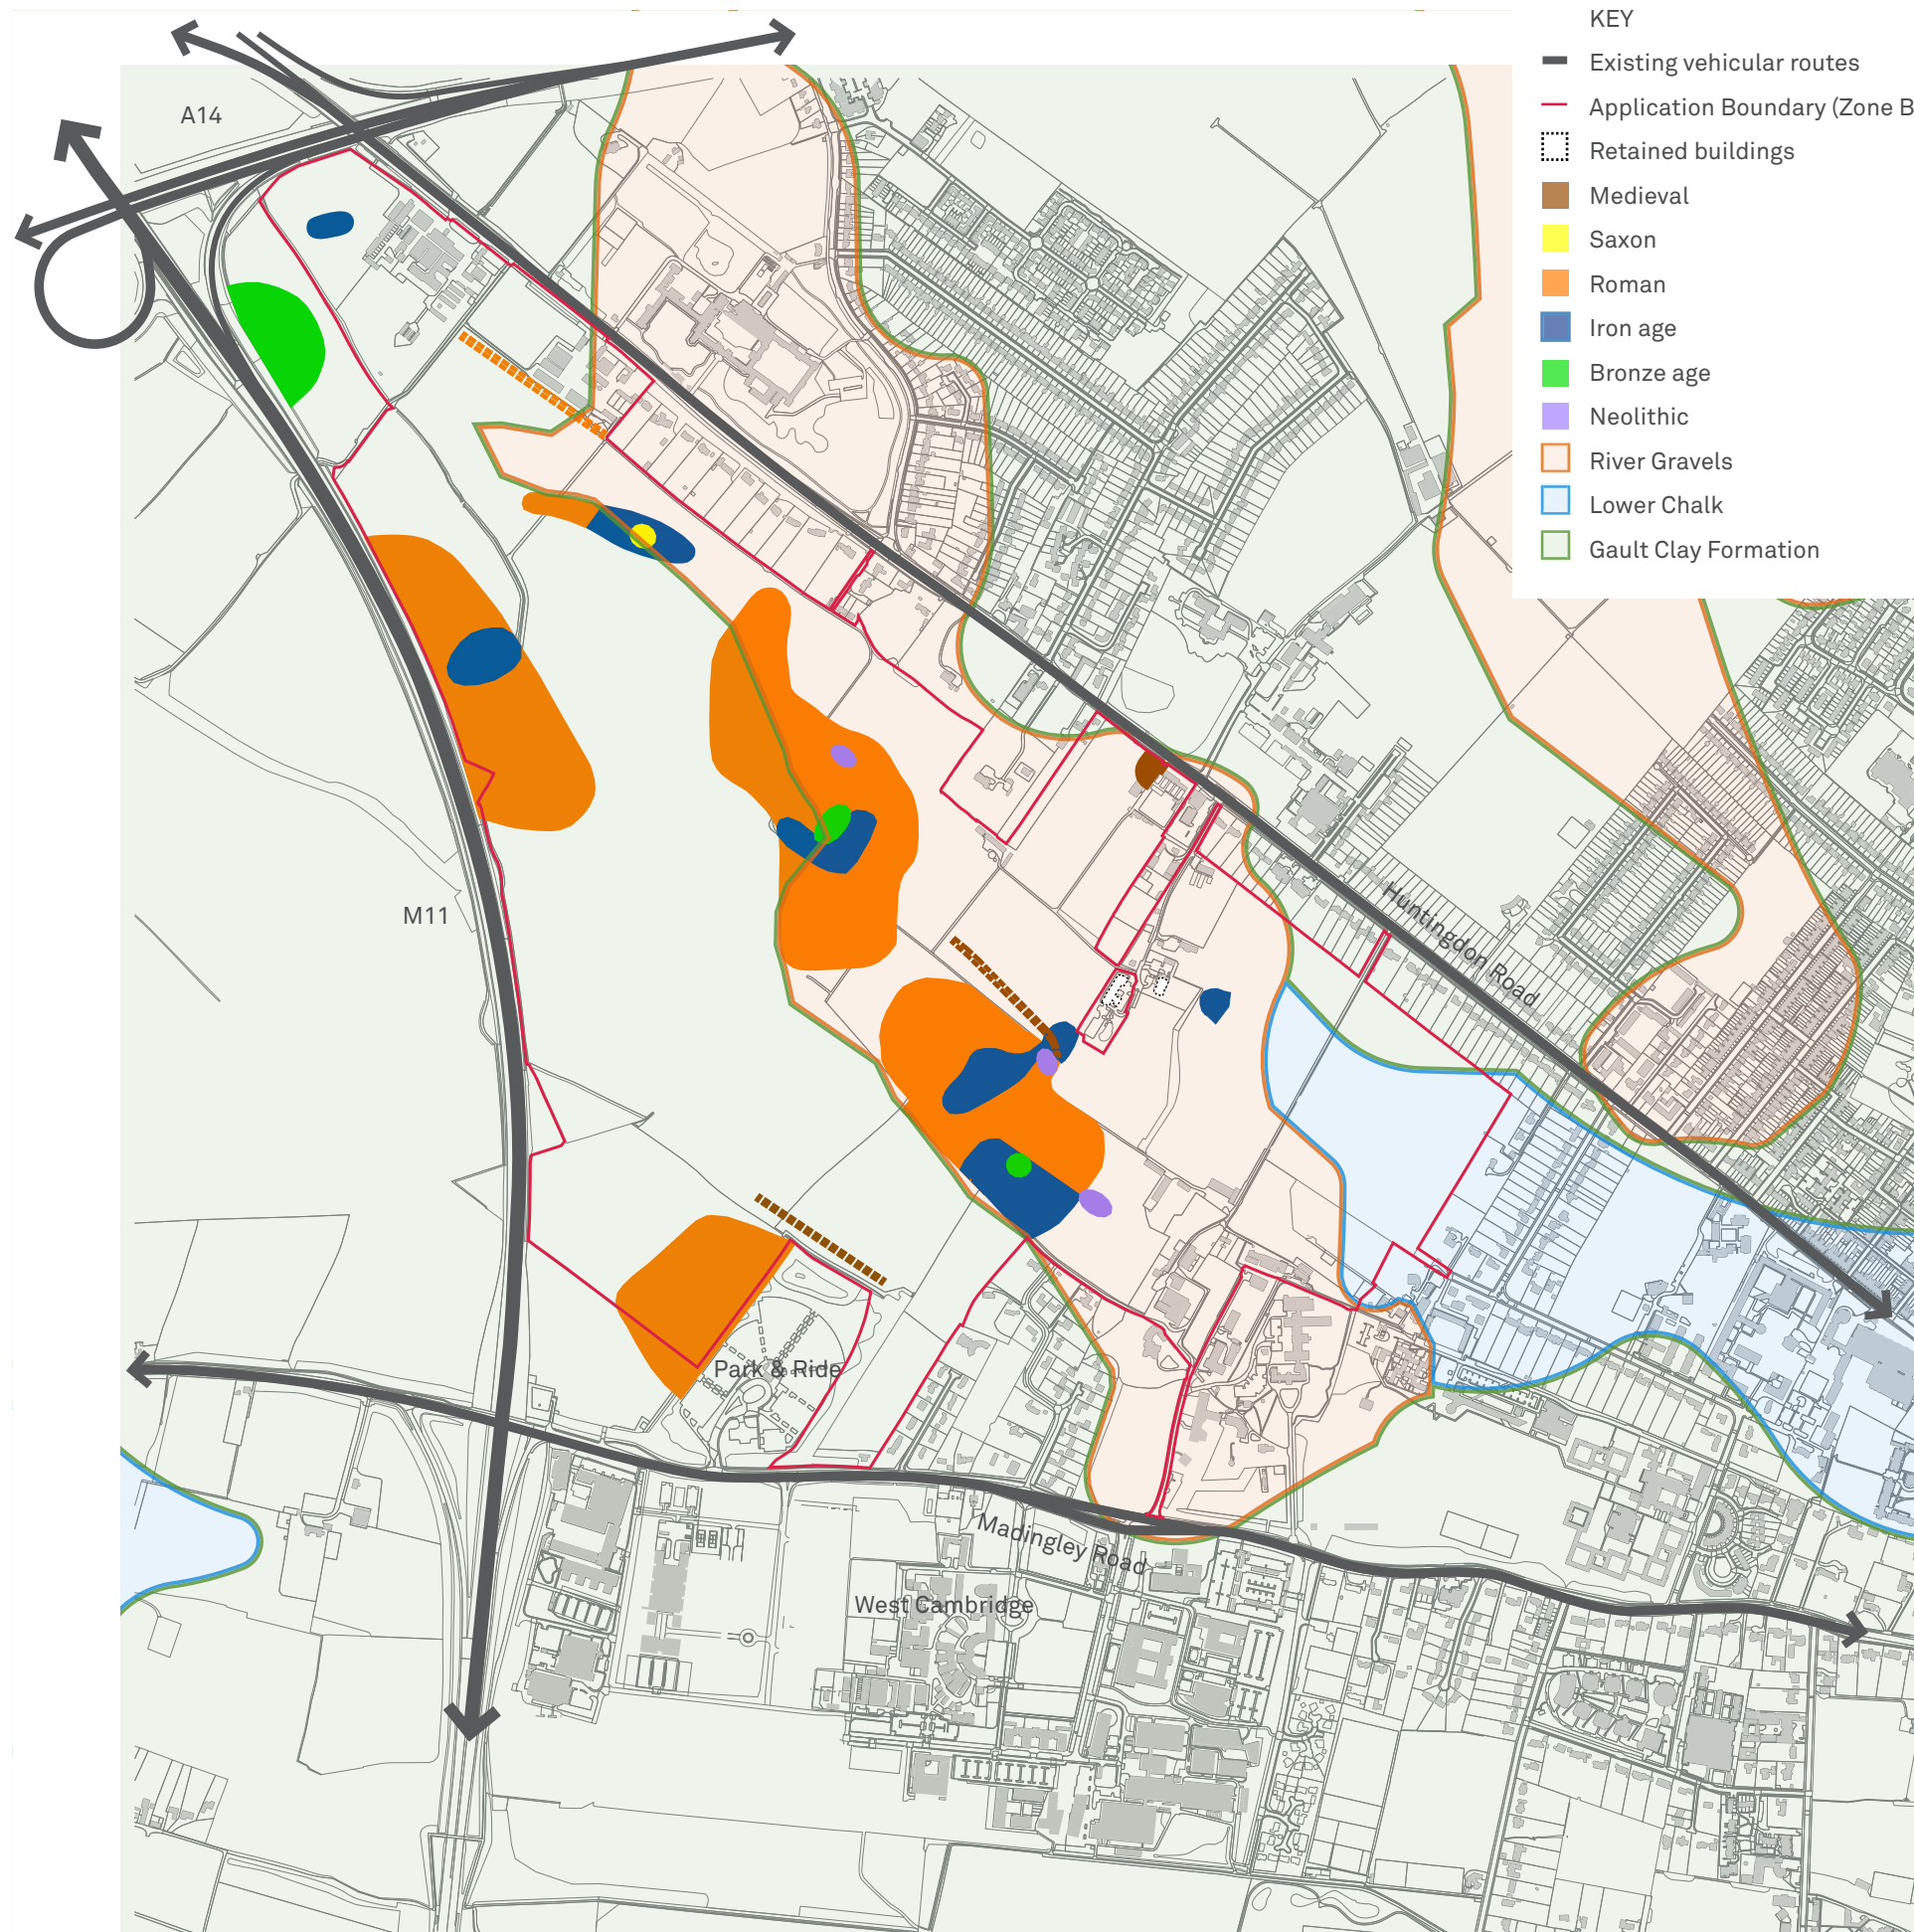 KEY
Existing vehicular routes
Application Boundary (Zone B
Retained buildings
Medieval
Saxon
Roman
Iron age
Bronze age
Neolithic
River Gravels
Lower Chalk
Gault Clay Formation
A14
M11
Huntingdon Road
Park & Ride
Madingley Road
West Cambridge